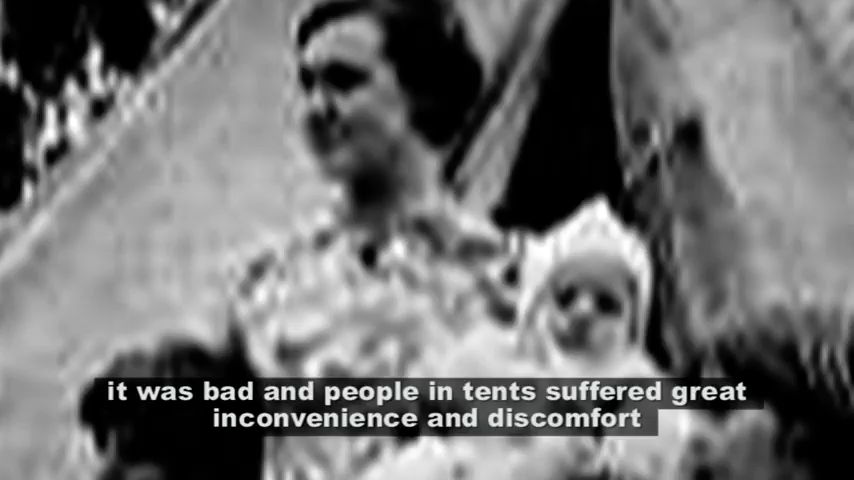 it was bad and people in tents suffered great
inconvenience and discomfort